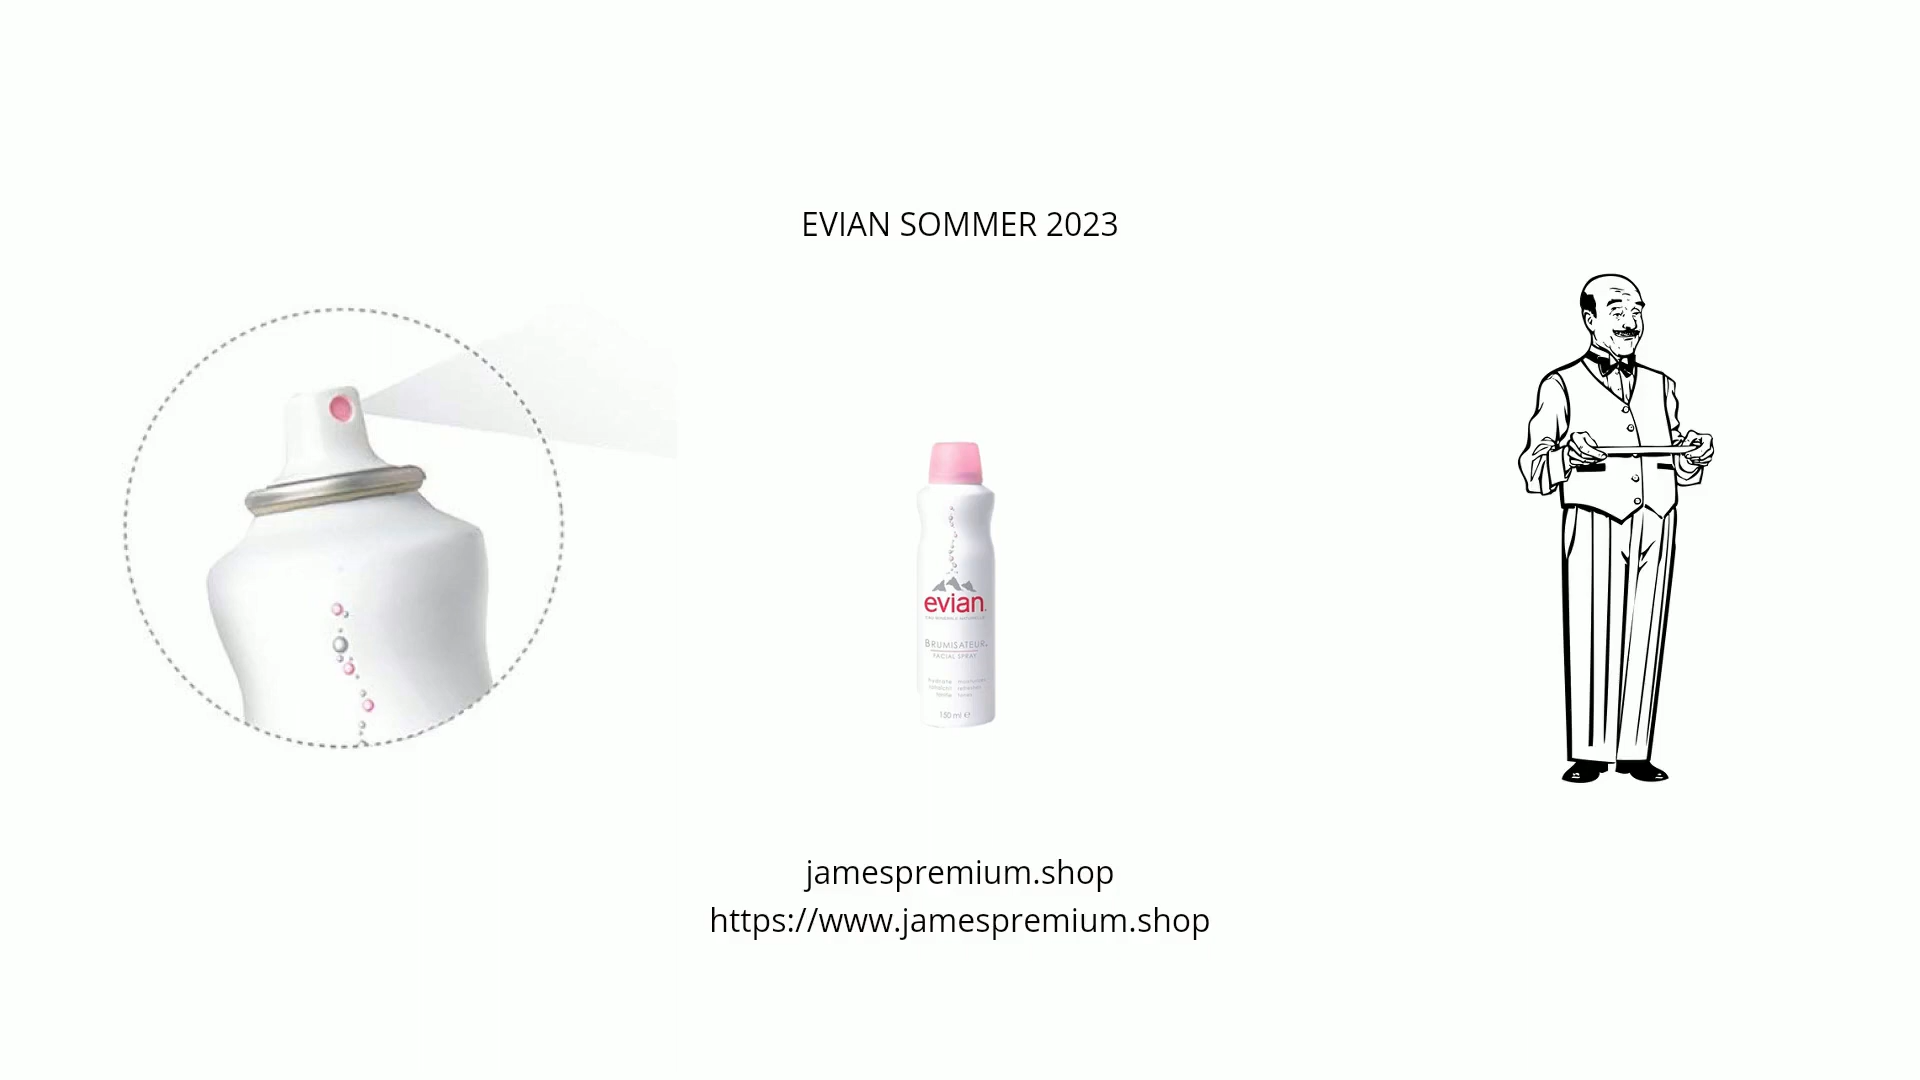 EVIAN SOMMER 2023
evian.
BRUMISATEUR
FACIAL SPRAY
150 ml e
jamespremium.shop
https://www.jamespremium.shop